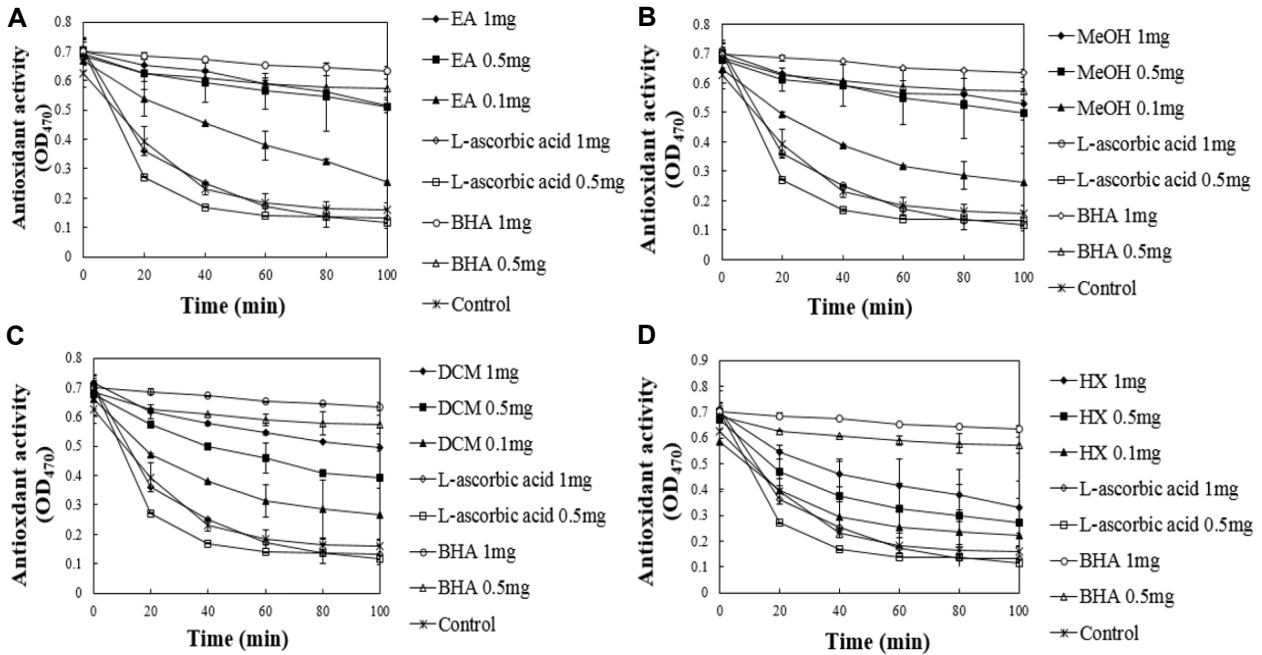 A
Antioxidant activity
(OD470)
0.8
0.7
0.6
0.5
0.4
0.3
0.2
0.1
0
0 20 40 60 80 100
Time (min)
EA 1mg
EA 0.5mg
EA 0.1mg
L-ascorbic acid 1mg
L-ascorbic acid 0.5mg
BHA 1mg
BHA 0.5mg
Control
B
Antioxidant activity
(OD470)
0.8
0.7
0.6
0.5
0.4
0.3
0.2
0.1
0
0 20 40 60 80 100
Time (min)
MeOH 1mg
MeOH 0.5mg
MeOH 0.1mg
L-ascorbic acid 1mg
L-ascorbic acid 0.5mg
BHA 1mg
BHA 0.5mg
Control
C
Antioxdant activity
(OD470)
0.8
0.7
0.6
0.5
0.4
0.3
0.2
0.1
0
0 20 40 60 80 100
Time (min)
DCM 1mg
DCM 0.5mg
DCM 0.1mg
L-ascorbic acid 1mg
L-ascorbic acid 0.5mg
BHA 1mg
BHA 0.5mg
Control
D
Antioxidant activity
(OD470)
0.9
0.8
0.7
0.6
0.5
0.4
0.3
0.2
0.1
0
0 20 40 60 80 100
Time (min)
HX 1mg
HX 0.5mg
HX 0.1mg
L-ascorbic acid 1mg
L-ascorbic acid 0.5mg
BHA 1mg
BHA 0.5mg
Control